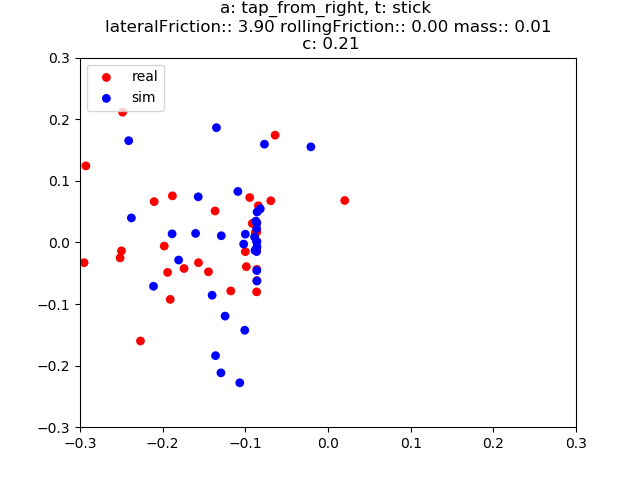 a: tap_from_right, t: stick
lateralFriction:: 3.90 rollingFriction:: 0.00 mass:: 0.01
c: 0.21
real
sim
0.3
0.2
0.1
0.0
−0.1
−0.2
−0.3
−0.3 −0.2 −0.1 0.0 0.1 0.2 0.3